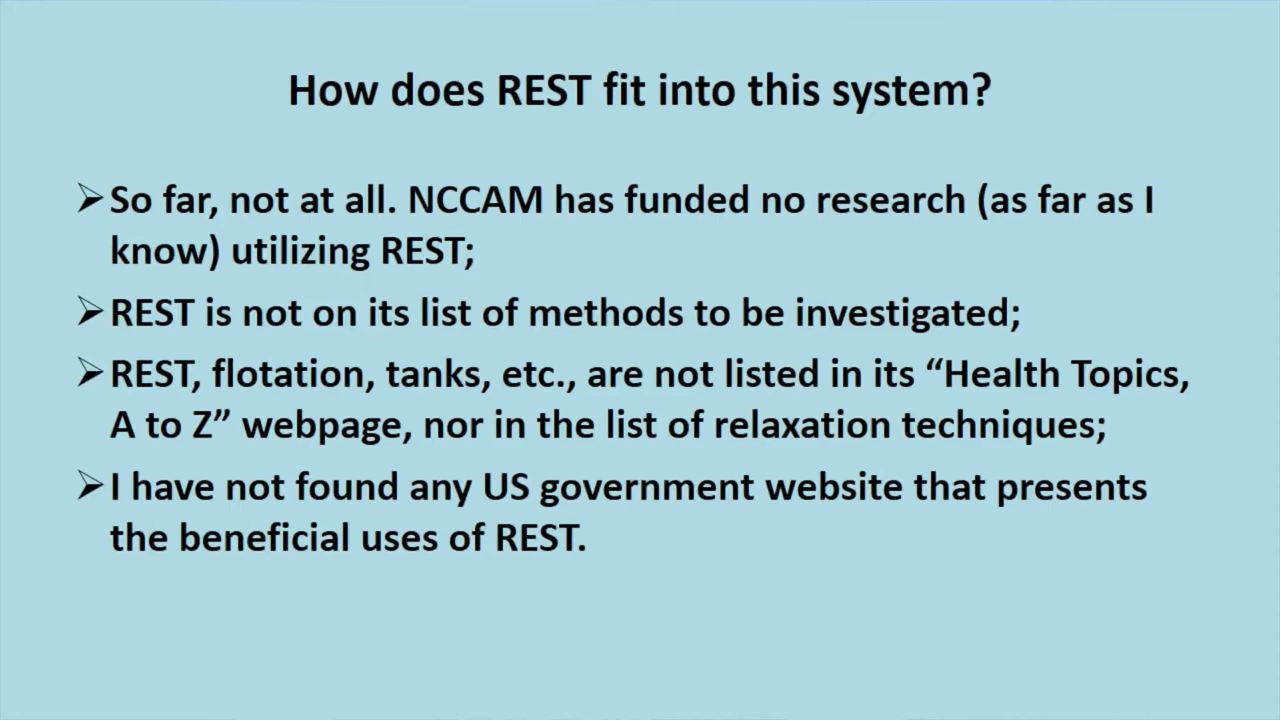 How does REST fit into this system?
➢ So far, not at all. NCCAM has funded no research (as far as I
know) utilizing REST;
➢ REST is not on its list of methods to be investigated;
➢ REST, flotation, tanks, etc., are not listed in its “Health Topics,
A to Z” webpage, nor in the list of relaxation techniques;
➢ I have not found any US government website that presents
the beneficial uses of REST.